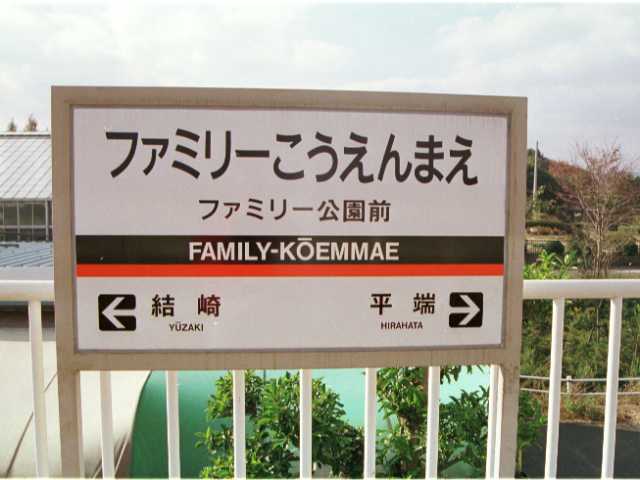 ファミリーこうえんまえ
ファミリー公園前
FAMILY-KŌEMMAE
結崎 平端
YŪZAKI HIRAHATA